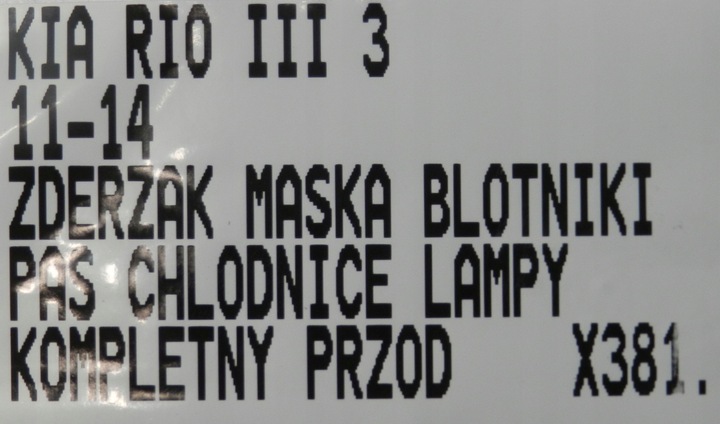 KIA RIO III 3
11-14
ZDERZAK MASKA BLOTNIKI
PAS CHLODNICE LAMPY
KOMPLETNY PRZOD X381.